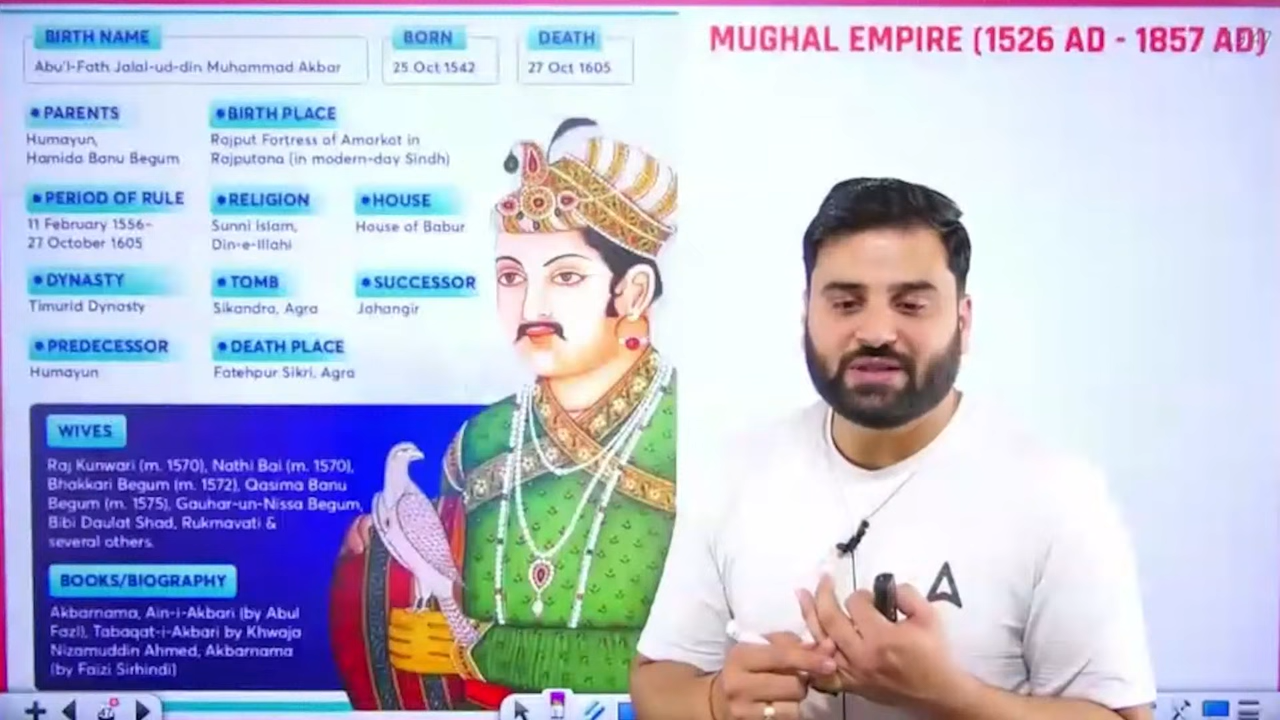 MUGHAL EMPIRE (1526 AD - 1857 AD)
BIRTH NAME
Abu'l-Fath Jalal-ud-din Muhammad Akbar
BORN
25 Oct 1542
DEATH
27 Oct 1605
• PARENTS
Humayun,
Hamida Banu Begum
• BIRTH PLACE
Rajput Fortress of Amarkot in
Rajputana (in modern-day Sindh)
• PERIOD OF RULE
11 February 1556-
27 October 1605
• RELIGION
Sunni Islam,
Din-e-Illahi
• HOUSE
House of Babur
• DYNASTY
Timurid Dynasty
• TOMB
Sikandra, Agra
• SUCCESSOR
Jahangir
• PREDECESSOR
Humayun
• DEATH PLACE
Fatehpur Sikri, Agra
WIVES
Raj Kunwari (m. 1570), Nathi Bai (m. 1570),
Bhakkari Begum (m. 1572), Qasima Banu
Begum (m. 1575), Gauhar-un-Nissa Begum,
Bibi Daulat Shad, Rukmavati &
several others.
BOOKS/BIOGRAPHY
Akbarnama, Ain-i-Akbari (by Abul
Fazl), Tabaqat-i-Akbari by Khwaja
Nizamuddin Ahmed, Akbarnama
(by Faizi Sirhindi)